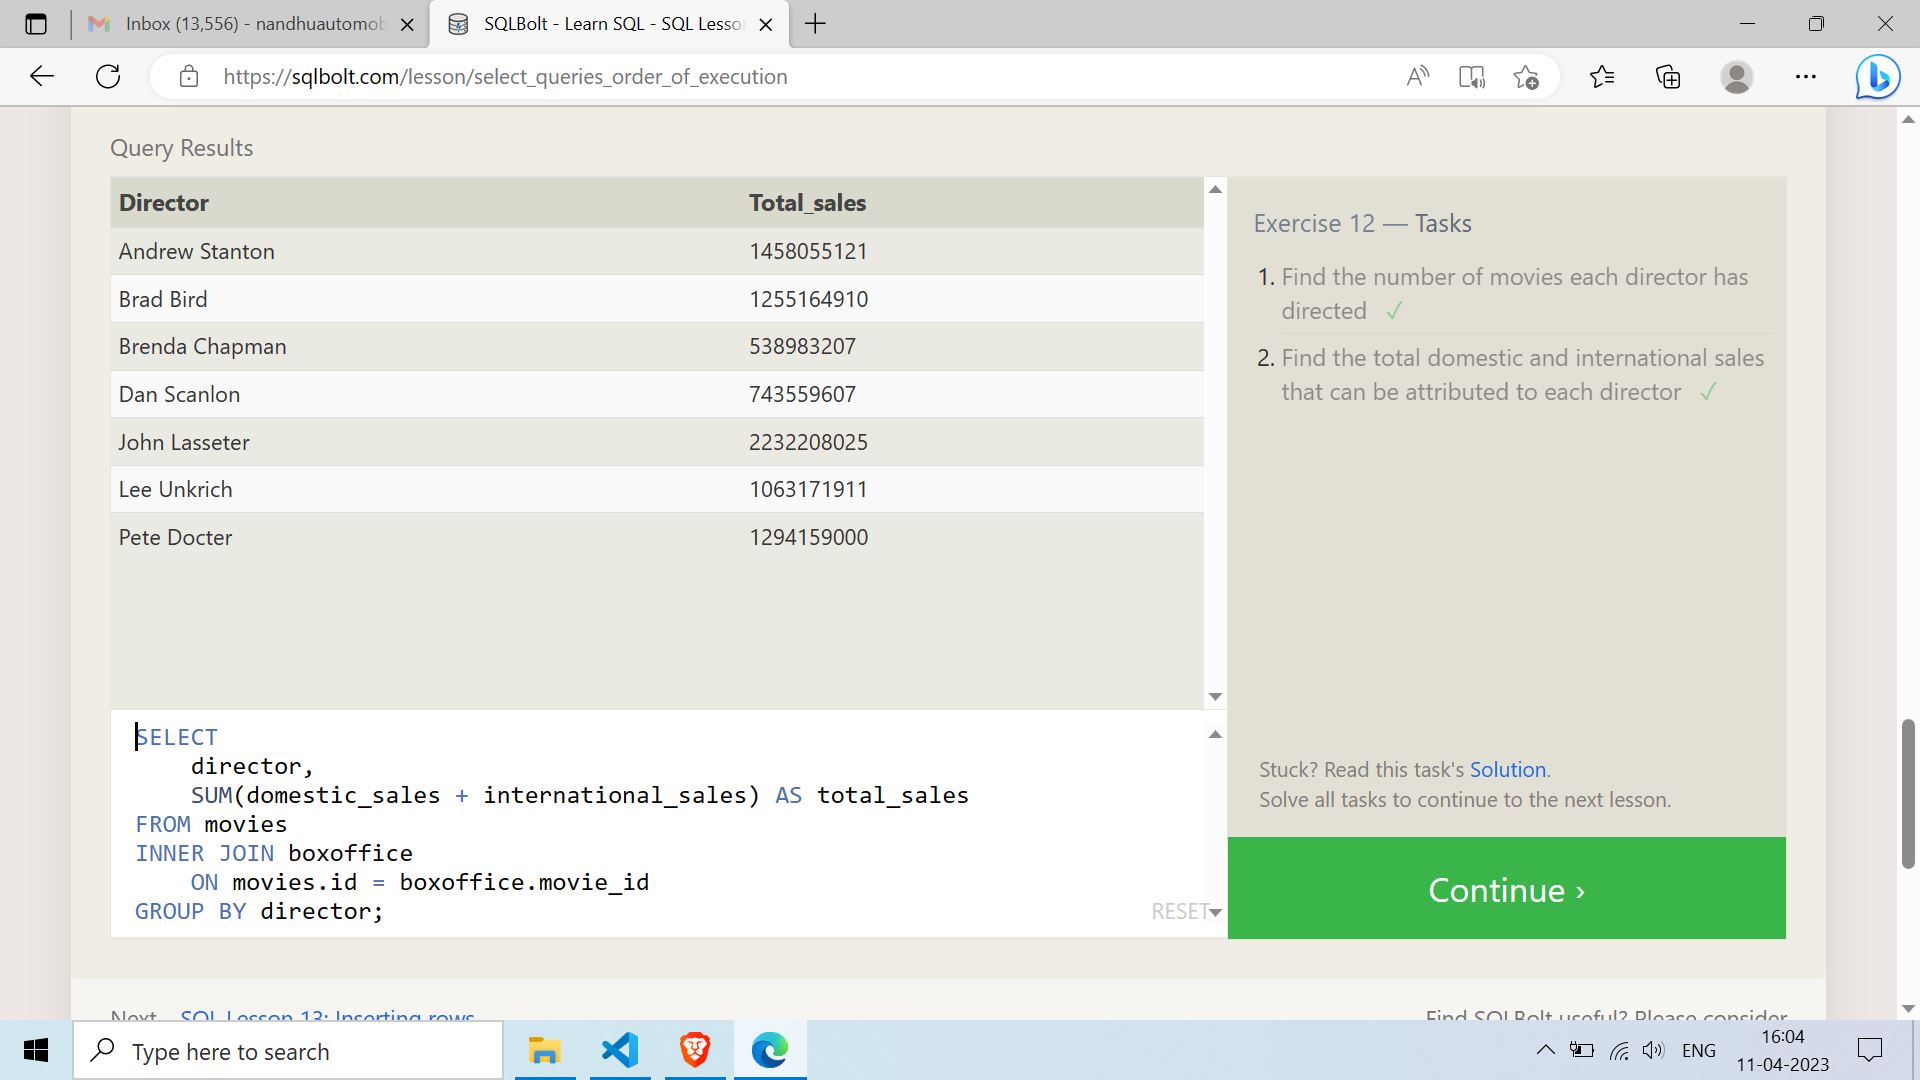 Inbox (13,556) - nandhuautomob
SQLBolt - Learn SQL - SQL Lesso
https://sqlbolt.com/lesson/select_queries_order_of_execution
Query Results
Director Total_sales
Andrew Stanton 1458055121
Brad Bird 1255164910
Brenda Chapman 538983207
Dan Scanlon 743559607
John Lasseter 2232208025
Lee Unkrich 1063171911
Pete Docter 1294159000
Exercise 12 — Tasks
1. Find the number of movies each director has
directed ✓
2. Find the total domestic and international sales
that can be attributed to each director ✓
SELECT
director,
SUM(domestic_sales + international_sales) AS total_sales
FROM movies
INNER JOIN boxoffice
ON movies.id = boxoffice.movie_id
GROUP BY director;
RESET
Stuck? Read this task's Solution.
Solve all tasks to continue to the next lesson.
Continue ›
Next SQL Lesson 13: Inserting rows
Find SQLBolt useful? Please consider
Type here to search
ENG
16:04
11-04-2023